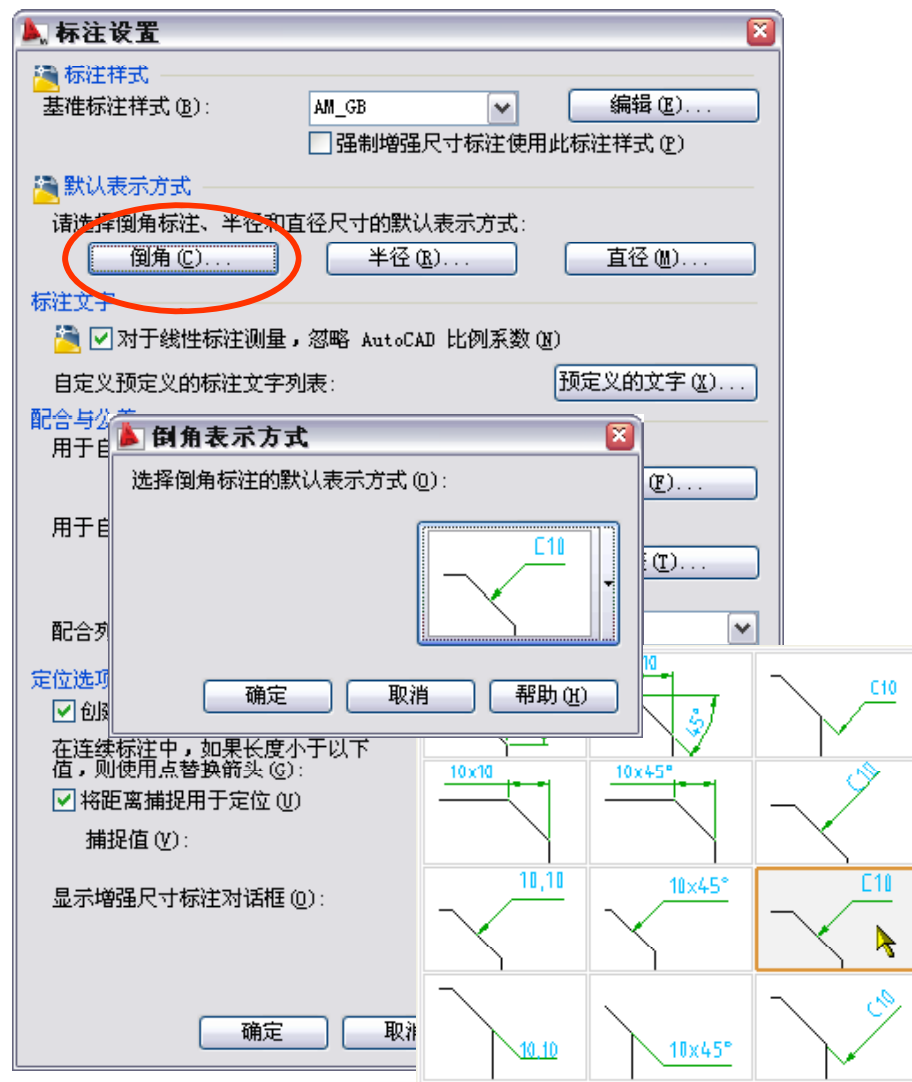 标注设置
标注样式
基准标注样式(B):
AM_GB
编辑(E)...
强制增强尺寸标注使用此标注样式(P)
默认表示方式
请选择倒角标注、半径和直径尺寸的默认表示方式:
倒角(C)...
半径(R)...
直径(M)...
标注文字
对于线性标注测量，忽略 AutoCAD 比例系数(N)
自定义预定义的标注文字列表:
预定义的文字(X)...
配合与公差
用于自
(F)...
用于自
(T)...
配合列
倒角表示方式
选择倒角标注的默认表示方式(O):
C10
确定
取消
帮助(H)
定位选项
创建
在连续标注中，如果长度小于以下
值，则使用点替换箭头(G):
将距离捕捉用于定位(U)
捕捉值(V):
显示增强尺寸标注对话框(O):
确定
取消
10
45°
C10
10x10
10x45°
C10
10,10
10x45°
C10
10,10
10x45°
C10